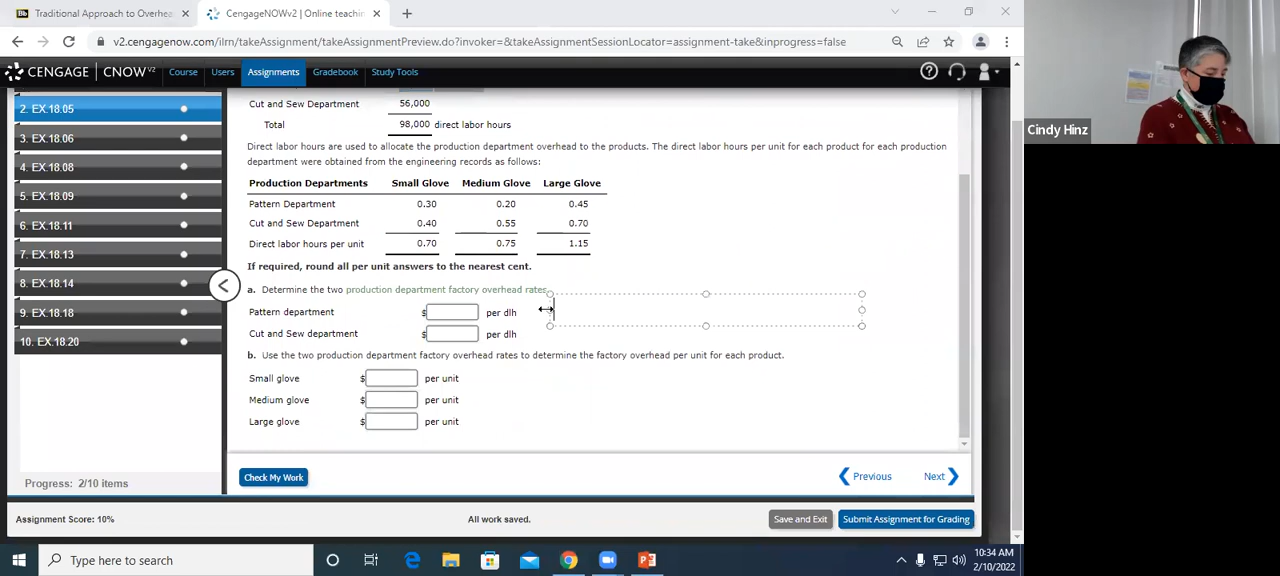 Traditional Approach to Overhea
CengageNOWv2 | Online teachin
v2.cengagenow.com/ilrn/takeAssignment/takeAssignmentPreview.do?invoker=&takeAssignmentSessionLocator=assignment-take&inprogress=false
CENGAGE | CNOWv2 Course Users Assignments Gradebook Study Tools
2. EX.18.05
3. EX.18.06
4. EX.18.08
5. EX.18.09
6. EX.18.11
7. EX.18.13
8. EX.18.14
9. EX.18.18
10. EX.18.20
Progress: 2/10 items
Cut and Sew Department 56,000
Total 98,000 direct labor hours
Direct labor hours are used to allocate the production department overhead to the products. The direct labor hours per unit for each product for each production
department were obtained from the engineering records as follows:
Production Departments Small Glove Medium Glove Large Glove
Pattern Department 0.30 0.20 0.45
Cut and Sew Department 0.40 0.55 0.70
Direct labor hours per unit 0.70 0.75 1.15
If required, round all per unit answers to the nearest cent.
a. Determine the two production department factory overhead rates.
Pattern department $ per dlh
Cut and Sew department $ per dlh
b. Use the two production department factory overhead rates to determine the factory overhead per unit for each product.
Small glove $ per unit
Medium glove $ per unit
Large glove $ per unit
Check My Work
Previous Next
Assignment Score: 10% All work saved. Save and Exit Submit Assignment for Grading
Type here to search
10:34 AM
2/10/2022
Cindy Hinz